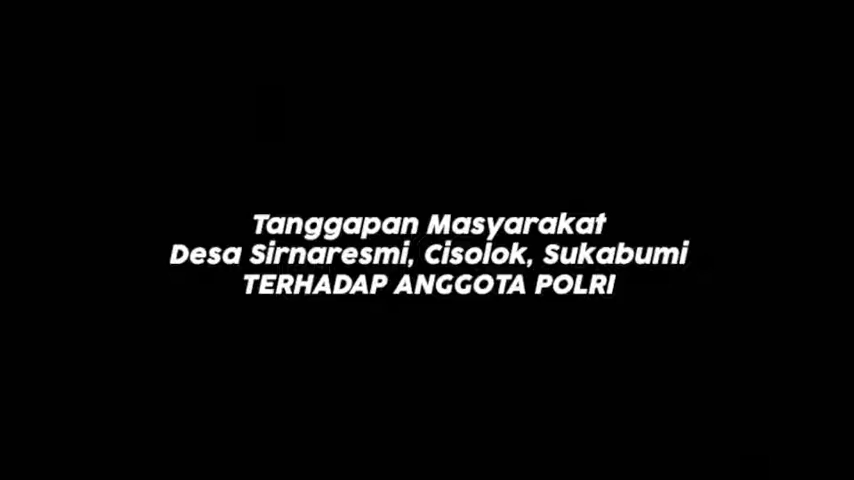 Tanggapan Masyarakat
Desa Sirnaresmi, Cisolok, Sukabumi
TERHADAP ANGGOTA POLRI